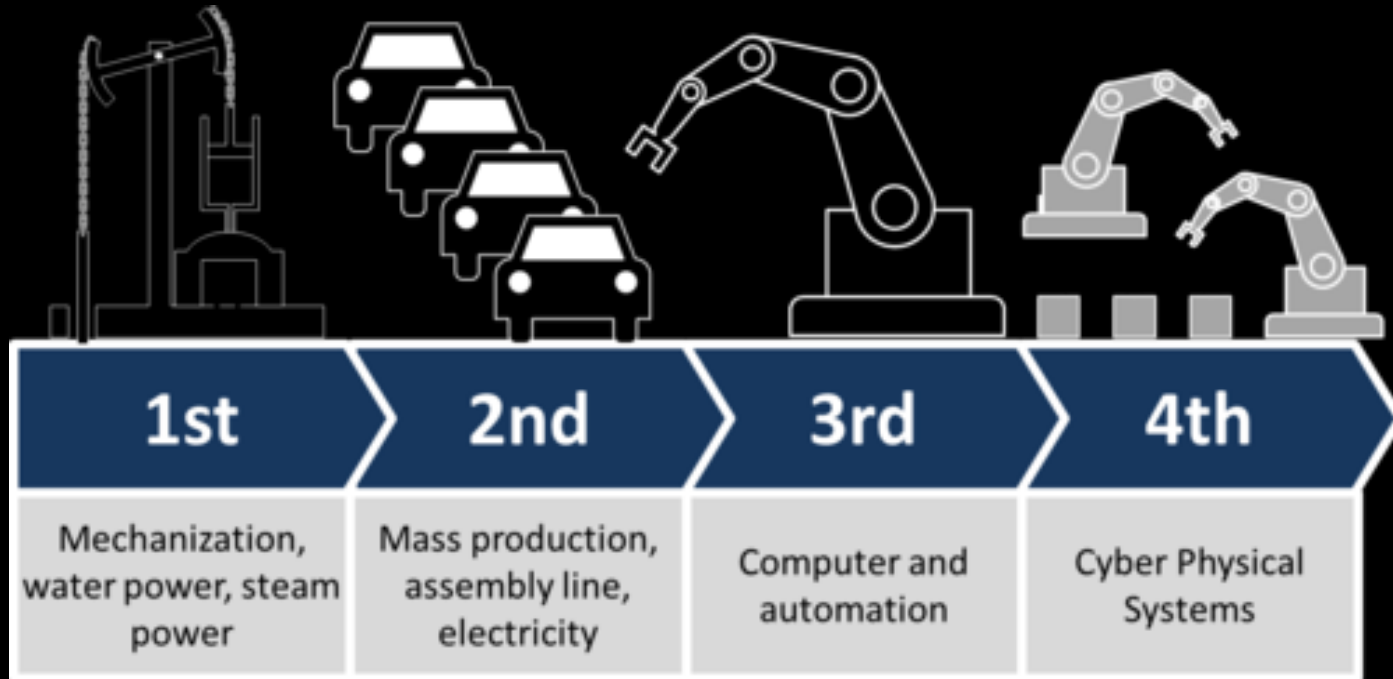 1st
2nd
3rd
4th
Mechanization,
water power, steam
power
Mass production,
assembly line,
electricity
Computer and
automation
Cyber Physical
Systems